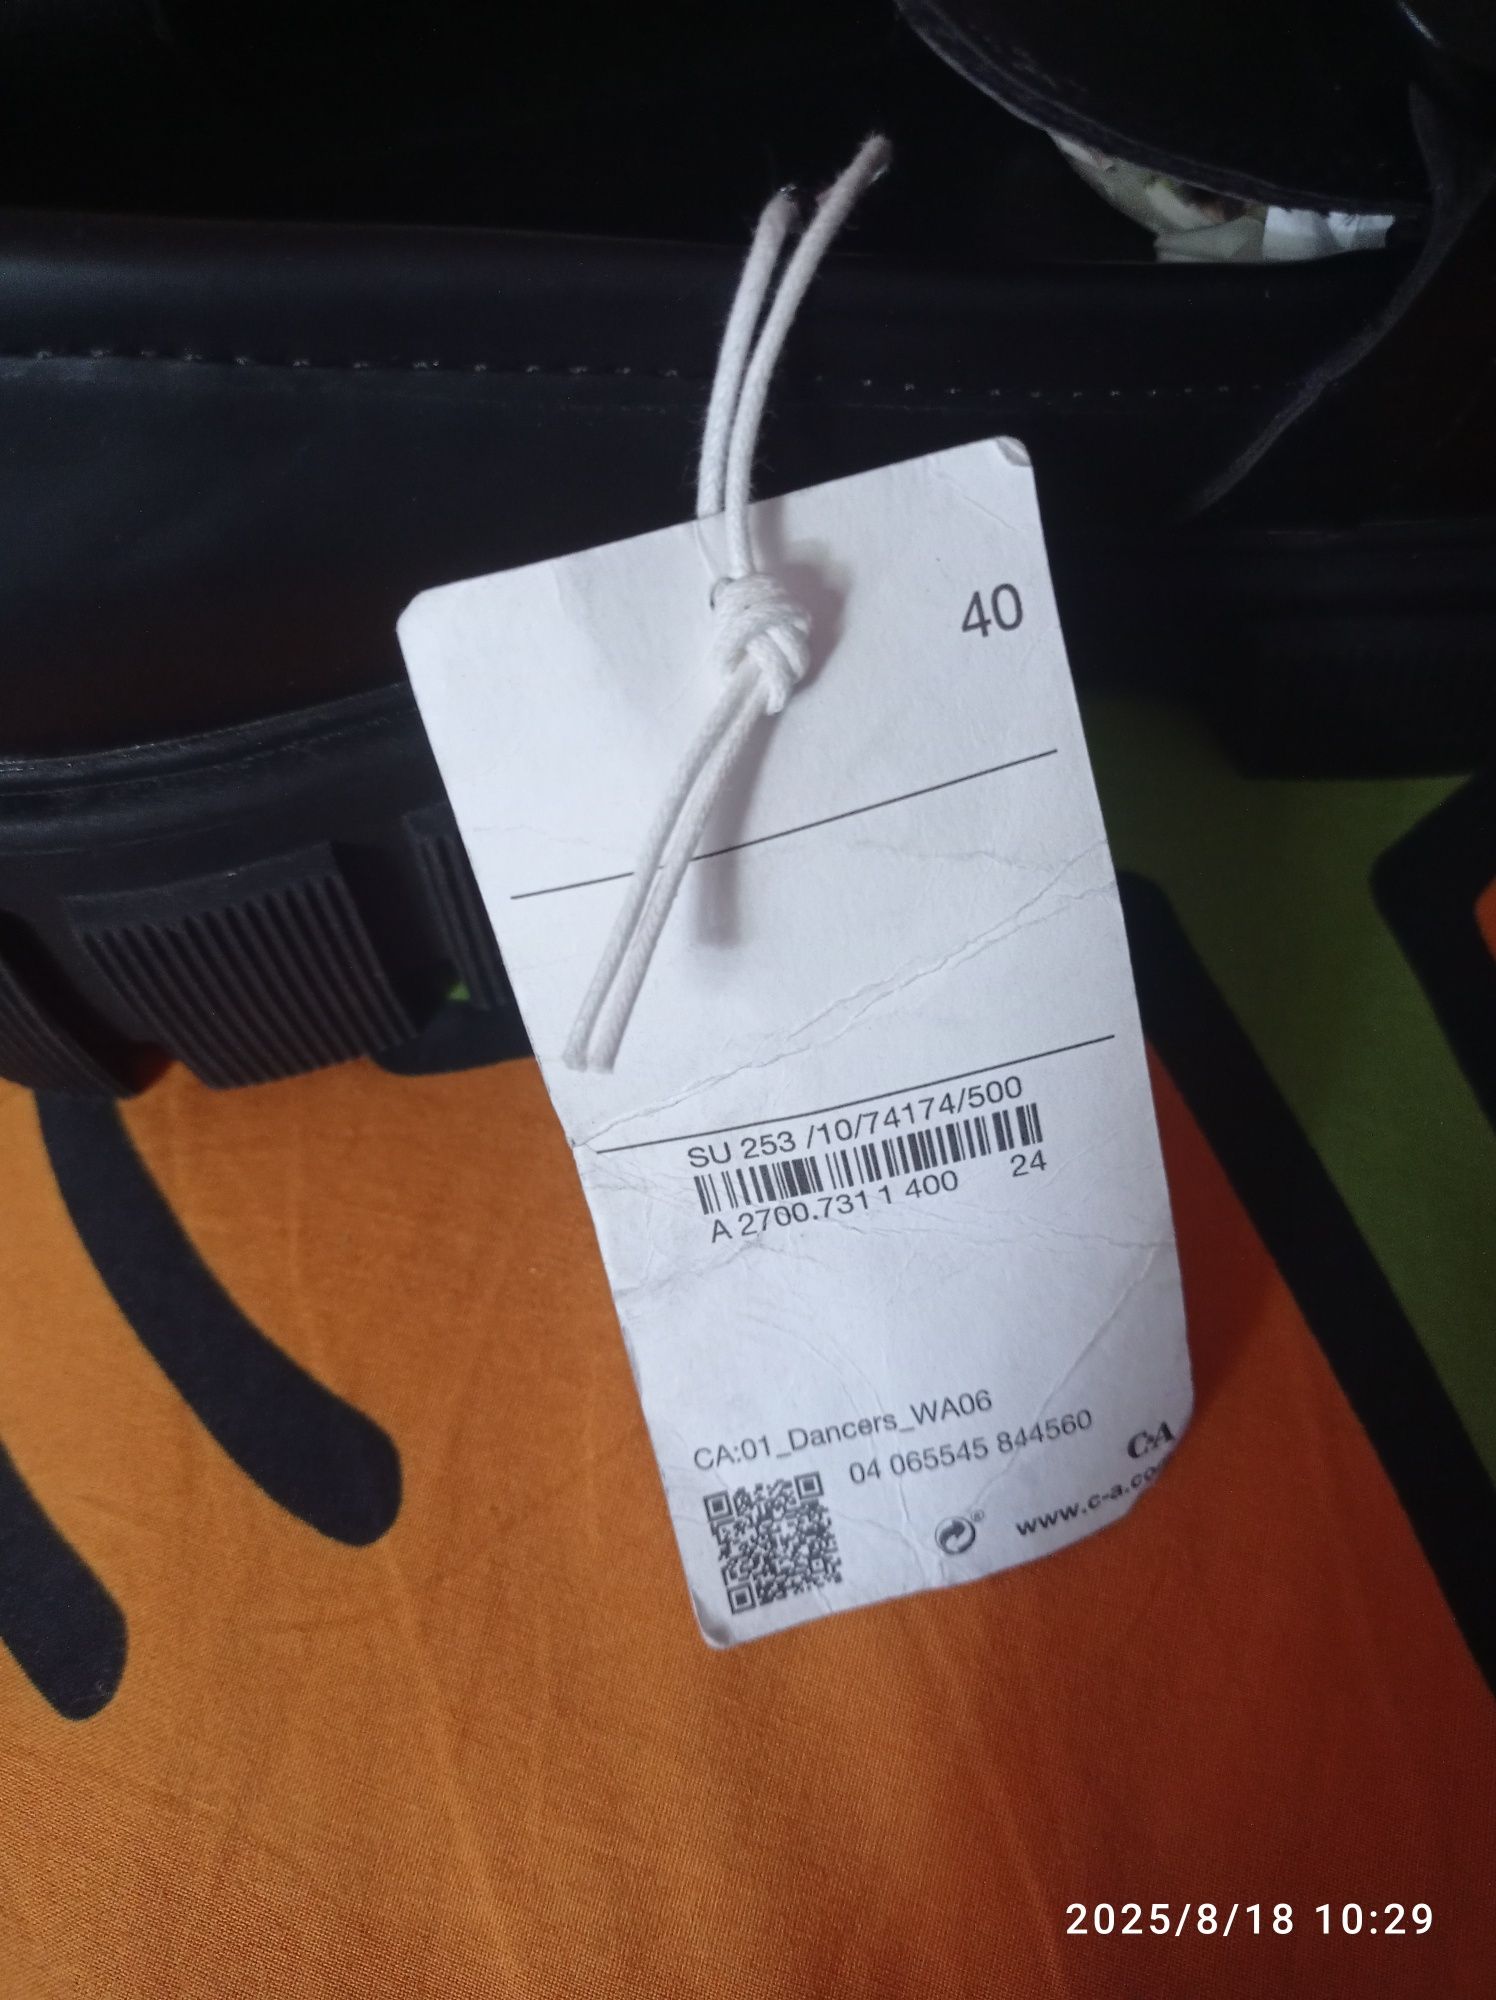 40
SU 253 /10/74174/500
A 2700.731 1 400 24
CA:01_Dancers_WA06
04 065545 844560
C&A
www.c-a.co
2025/8/18 10:29